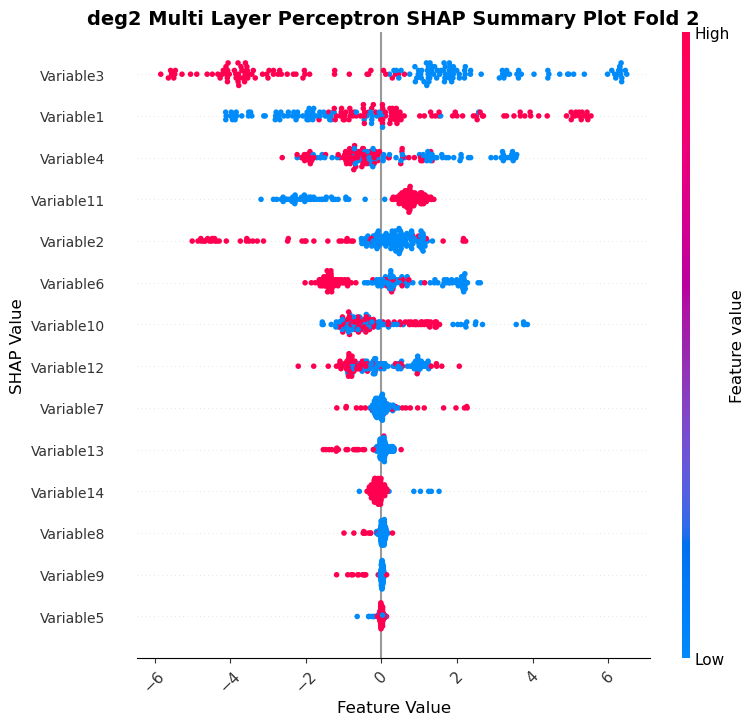 deg2 Multi Layer Perceptron SHAP Summary Plot Fold 2
High
Variable3
Variable1
Variable4
Variable11
Variable2
Variable6
Variable10
Variable12
Variable7
Variable13
Variable14
Variable8
Variable9
Variable5
SHAP Value
Feature value
Low
−6
−4
−2
0
2
4
6
Feature Value